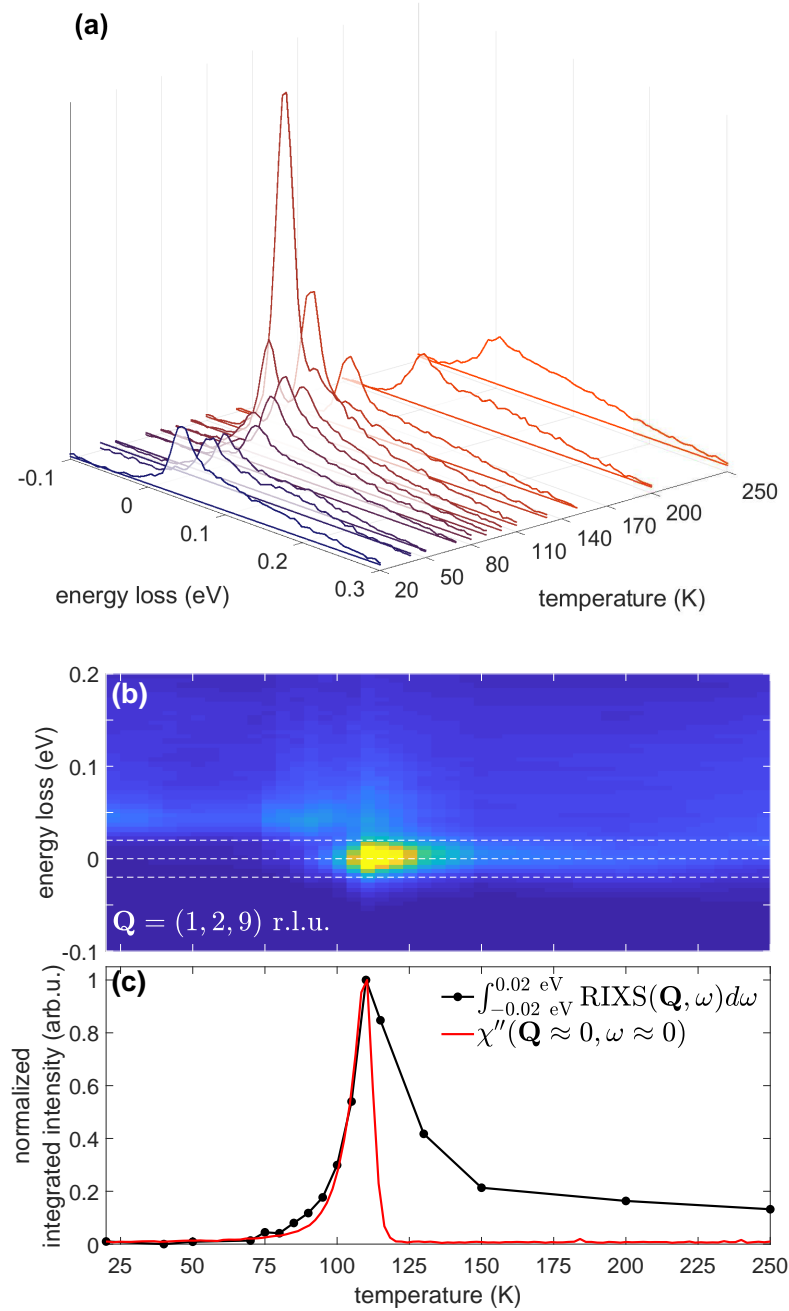 (a)
-0.1
0
0.1
0.2
0.3
energy loss (eV)
20
50
80
110
140
170
200
250
temperature (K)
(b)
0.2
0.1
0
-0.1
energy loss (eV)
Q = (1, 2, 9) r.l.u.
(c)
1
0.8
0.6
0.4
0.2
0
normalized
integrated intensity (arb.u.)
∫_{-0.02 eV}^{0.02 eV} RIXS(Q, ω)dω
χ′′(Q ≈ 0, ω ≈ 0)
25 50 75 100 125 150 175 200 225 250
temperature (K)